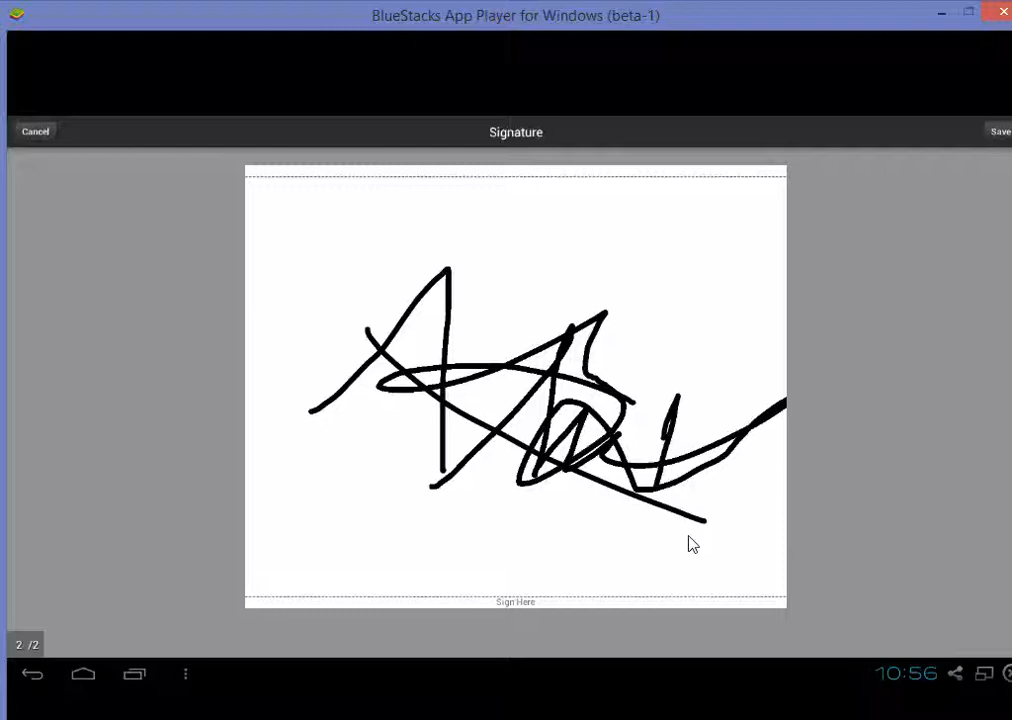 BlueStacks App Player for Windows (beta-1)
Cancel
Signature
Save
Sign Here
2 /2
10:56